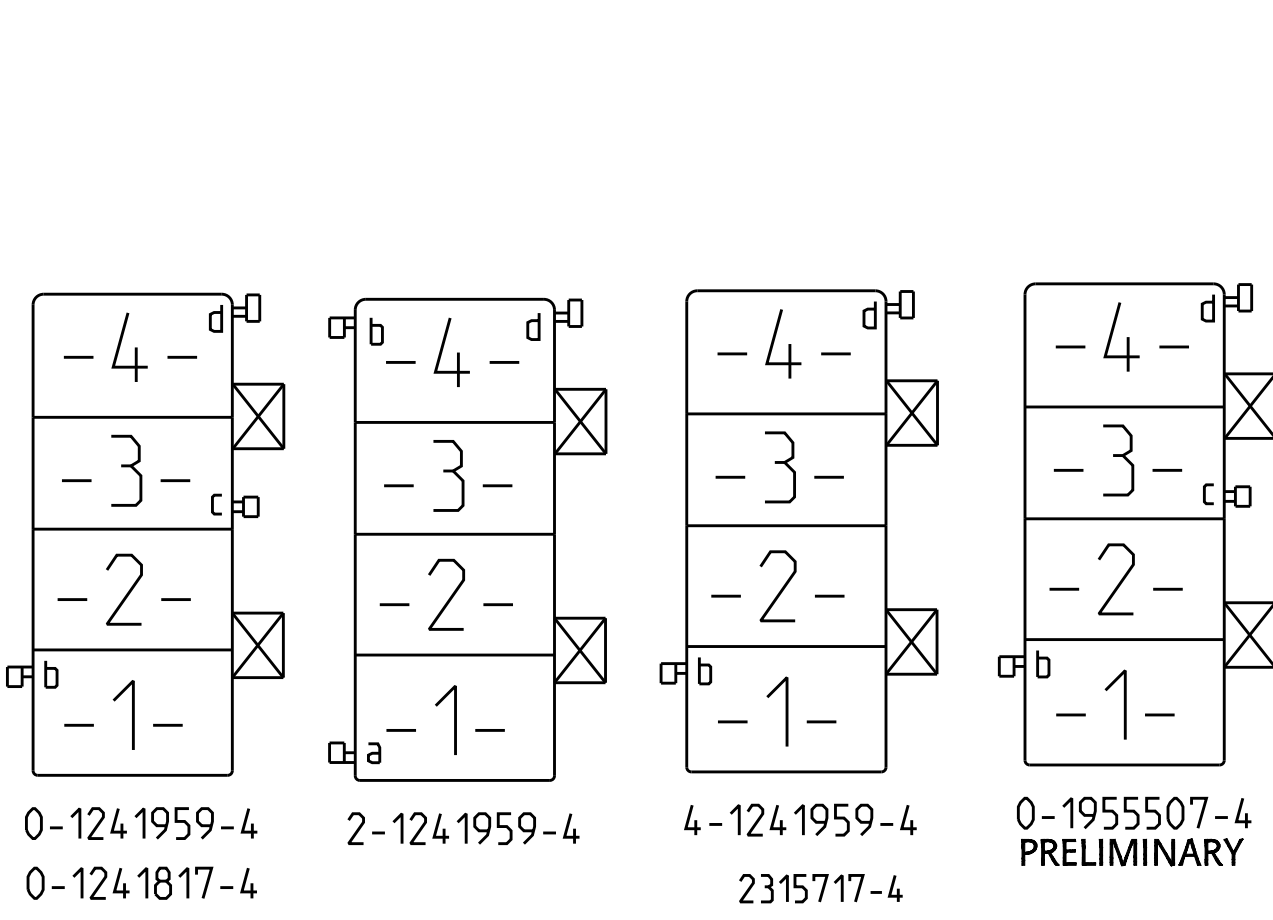 -4- d
-3-
c
-2-
b
-1-
0-1241959-4
0-1241817-4
b -4- d
-3-
-2-
-1-
a
2-1241959-4
-4- d
-3-
-2-
b
-1-
4-1241959-4
2315717-4
-4- d
-3-
c
-2-
b
-1-
0-1955507-4
PRELIMINARY